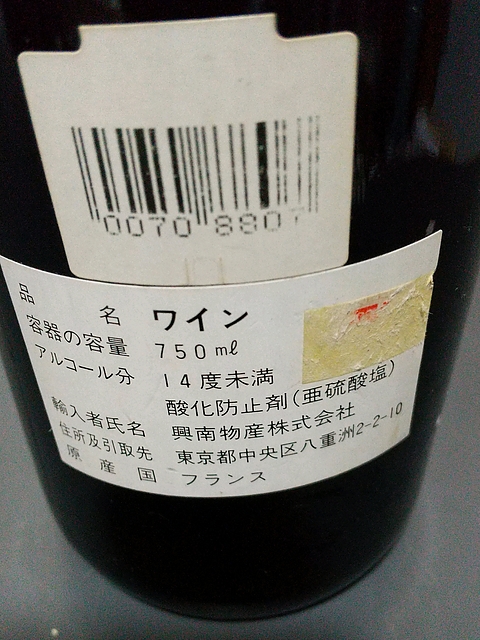 0070 8807
品名 ワイン
容器の容量 750ml
アルコール分 14度未満
酸化防止剤(亜硫酸塩)
輸入者氏名 興南物産株式会社
住所及引取先 東京都中央区八重洲2-2-10
原産国 フランス